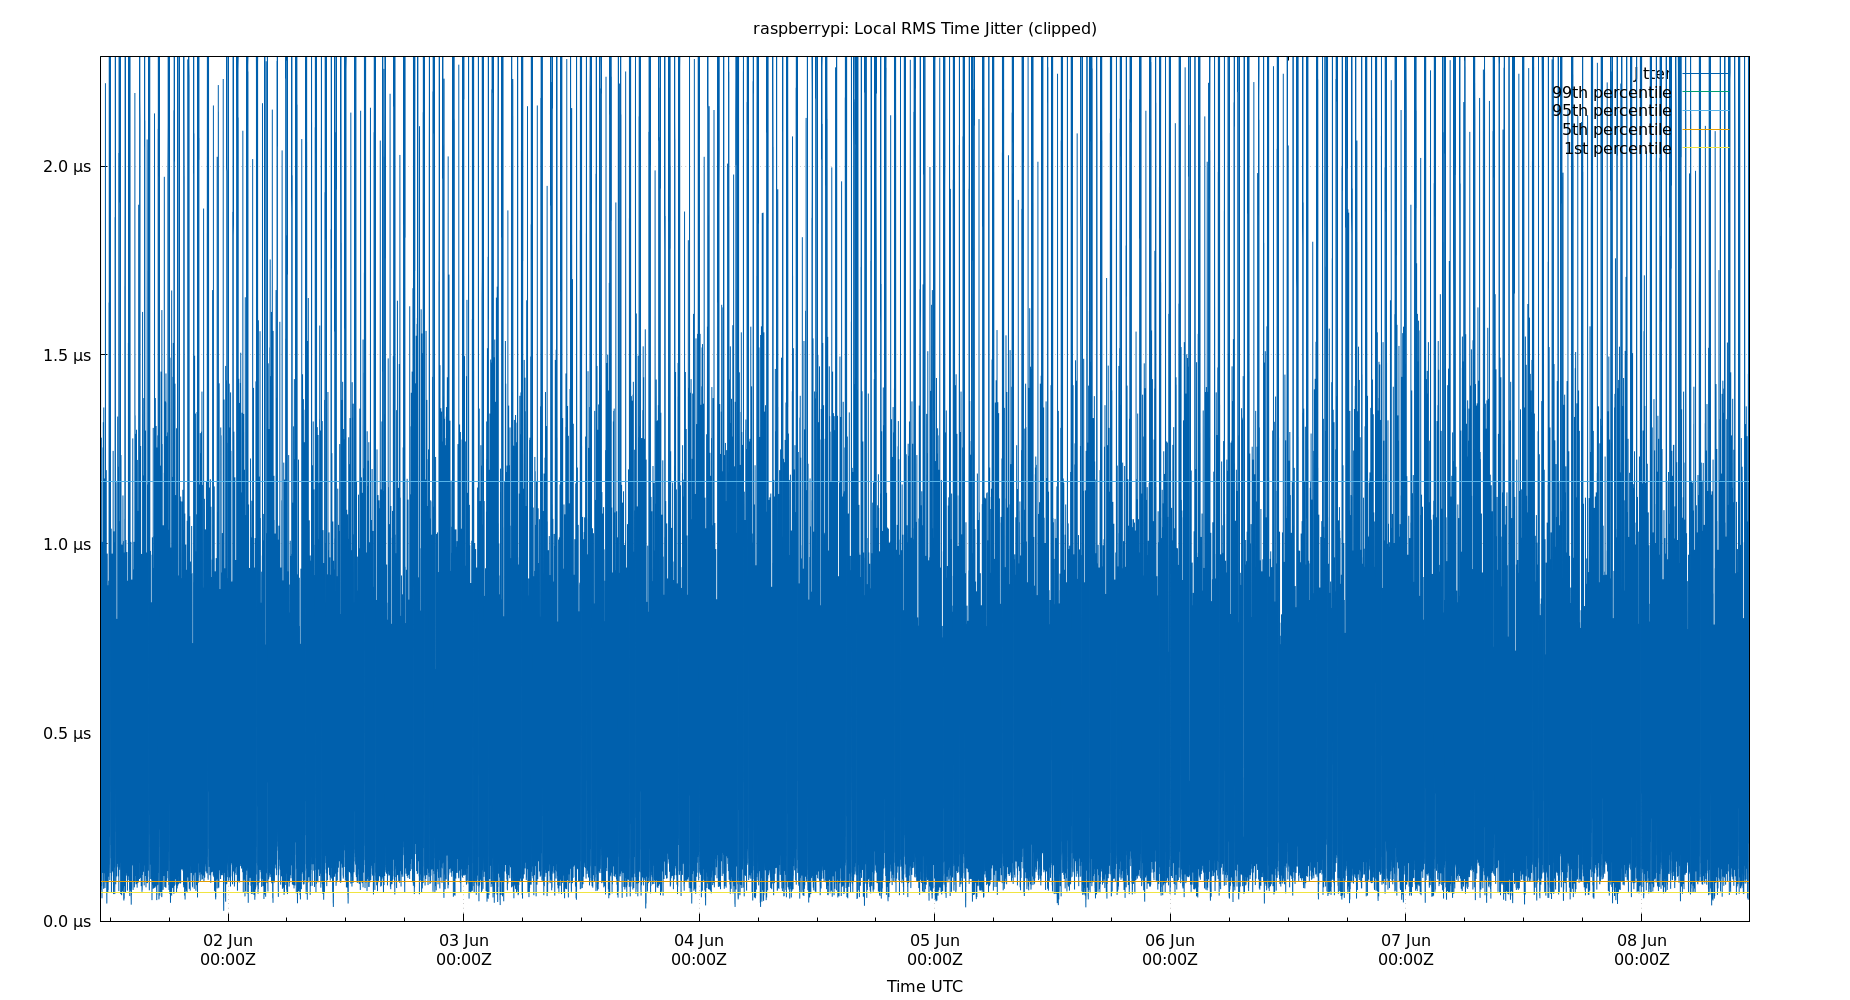 raspberrypi: Local RMS Time Jitter (clipped)
jitter
99th percentile
95th percentile
5th percentile
1st percentile
2.0 μs
1.5 μs
1.0 μs
0.5 μs
0.0 μs
02 Jun 03 Jun 04 Jun 05 Jun 06 Jun 07 Jun 08 Jun
00:00Z 00:00Z 00:00Z 00:00Z 00:00Z 00:00Z 00:00Z
Time UTC